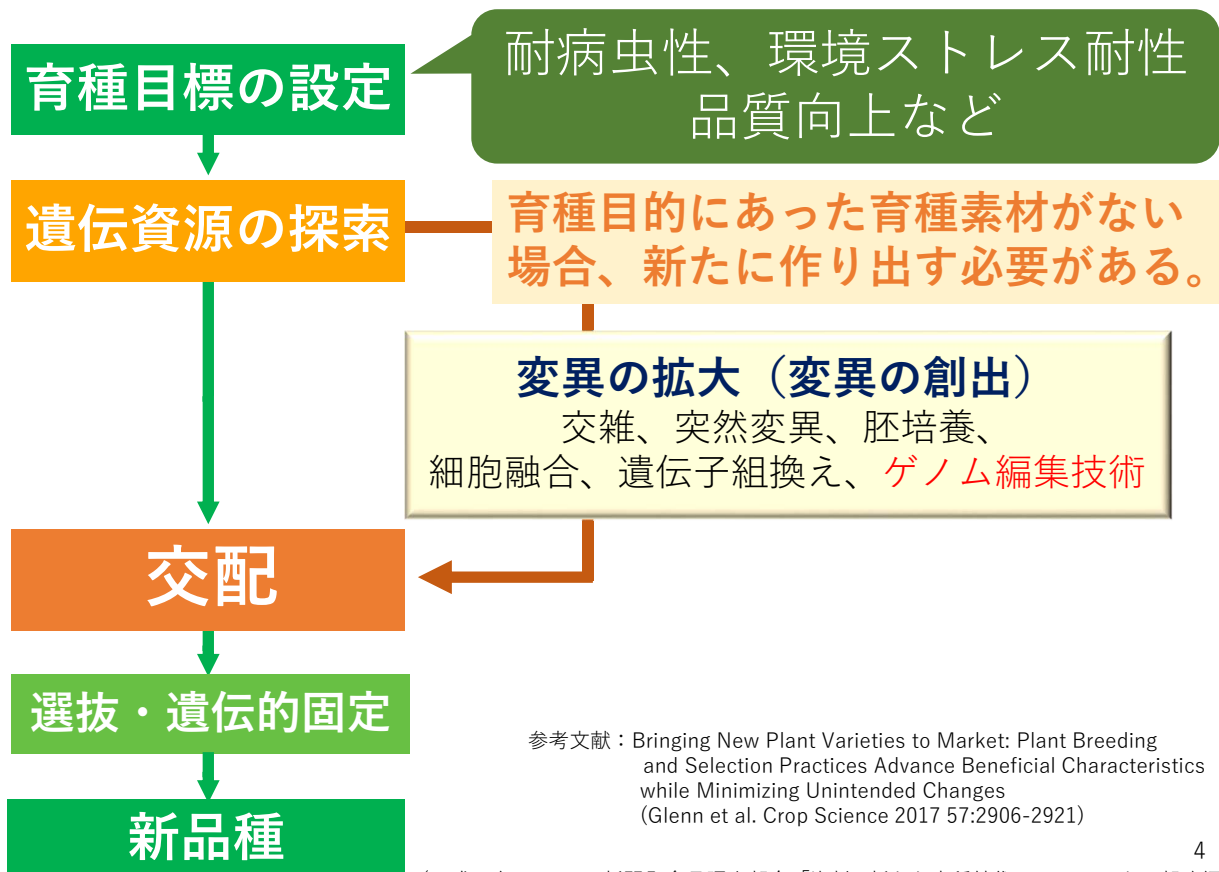 育種目標の設定
耐病虫性、環境ストレス耐性
品質向上など
遺伝資源の探索
育種目的にあった育種素材がない
場合、新たに作り出す必要がある。
変異の拡大（変異の創出）
交雑、突然変異、胚培養、
細胞融合、遺伝子組換え、ゲノム編集技術
交配
選抜・遺伝的固定
新品種
参考文献：Bringing New Plant Varieties to Market: Plant Breeding
and Selection Practices Advance Beneficial Characteristics
while Minimizing Unintended Changes
(Glenn et al. Crop Science 2017 57:2906-2921)
4